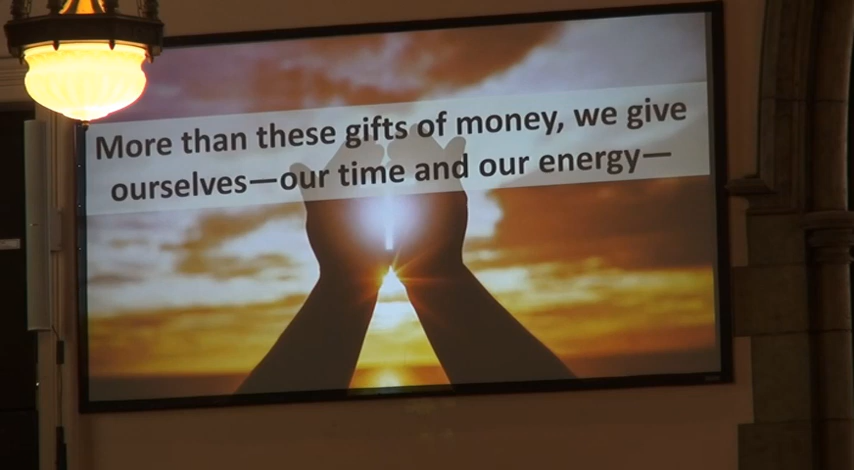 More than these gifts of money, we give
ourselves—our time and our energy—